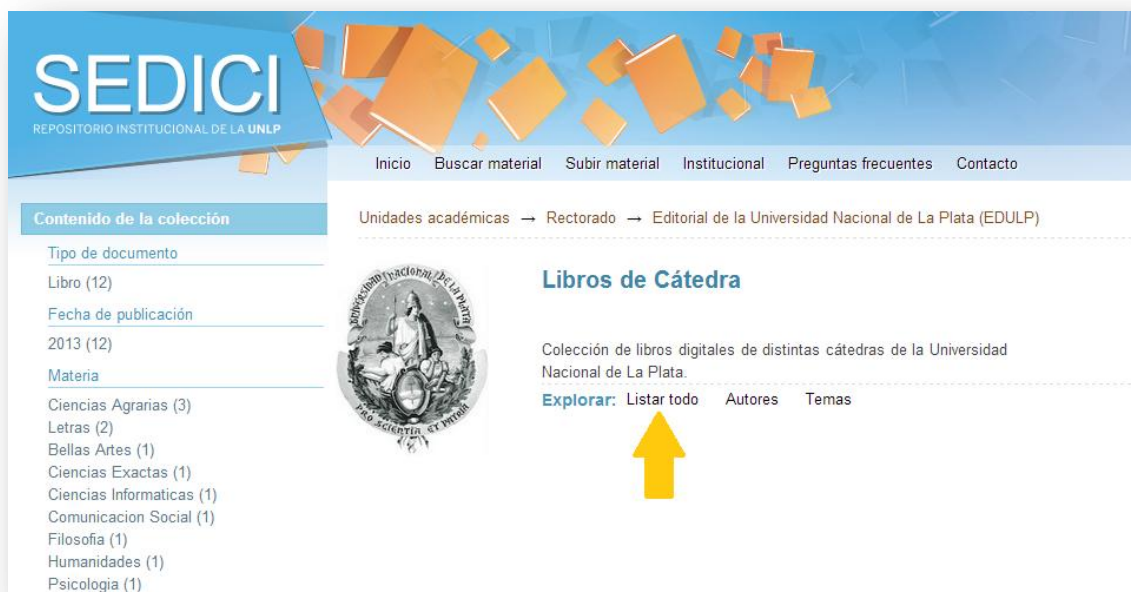 SEDICI
REPOSITORIO INSTITUCIONAL DE LA UNLP
Inicio Buscar material Subir material Institucional Preguntas frecuentes Contacto
Contenido de la colección
Tipo de documento
Libro (12)
Fecha de publicación
2013 (12)
Materia
Ciencias Agrarias (3)
Letras (2)
Bellas Artes (1)
Ciencias Exactas (1)
Ciencias Informaticas (1)
Comunicacion Social (1)
Filosofia (1)
Humanidades (1)
Psicologia (1)
Unidades académicas → Rectorado → Editorial de la Universidad Nacional de La Plata (EDULP)
UNIVERSIDAD NACIONAL DE LA PLATA
PRO SCIENTIA ET PATRIA
Libros de Cátedra
Colección de libros digitales de distintas cátedras de la Universidad
Nacional de La Plata.
Explorar: Listar todo Autores Temas